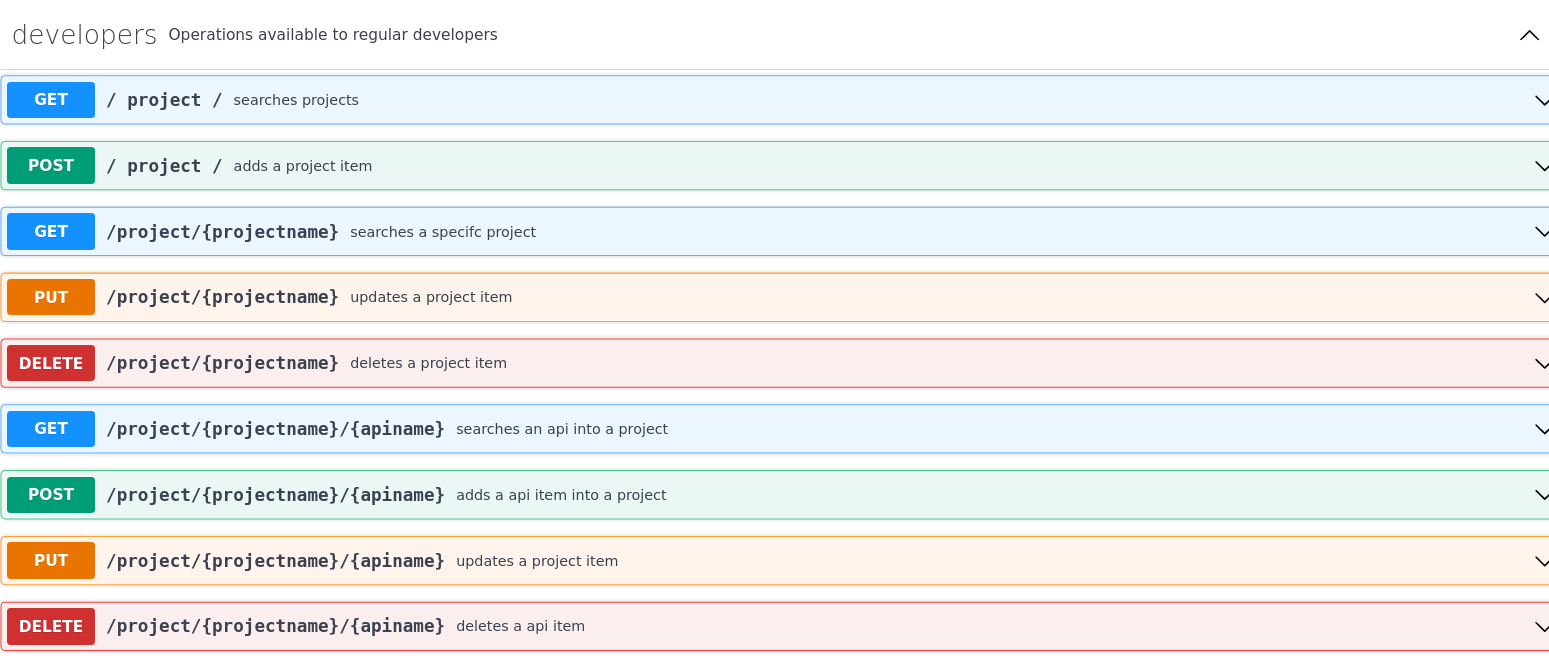 developers Operations available to regular developers
GET / project / searches projects
POST / project / adds a project item
GET /project/{projectname} searches a specifc project
PUT /project/{projectname} updates a project item
DELETE /project/{projectname} deletes a project item
GET /project/{projectname}/{apiname} searches an api into a project
POST /project/{projectname}/{apiname} adds a api item into a project
PUT /project/{projectname}/{apiname} updates a project item
DELETE /project/{projectname}/{apiname} deletes a api item